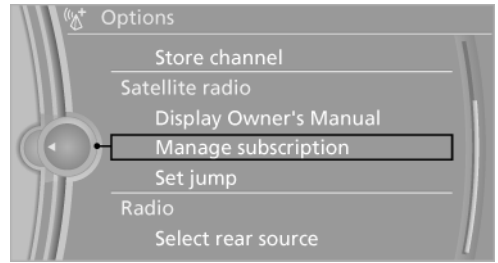 Options
Store channel
Satellite radio
Display Owner's Manual
Manage subscription
Set jump
Radio
Select rear source